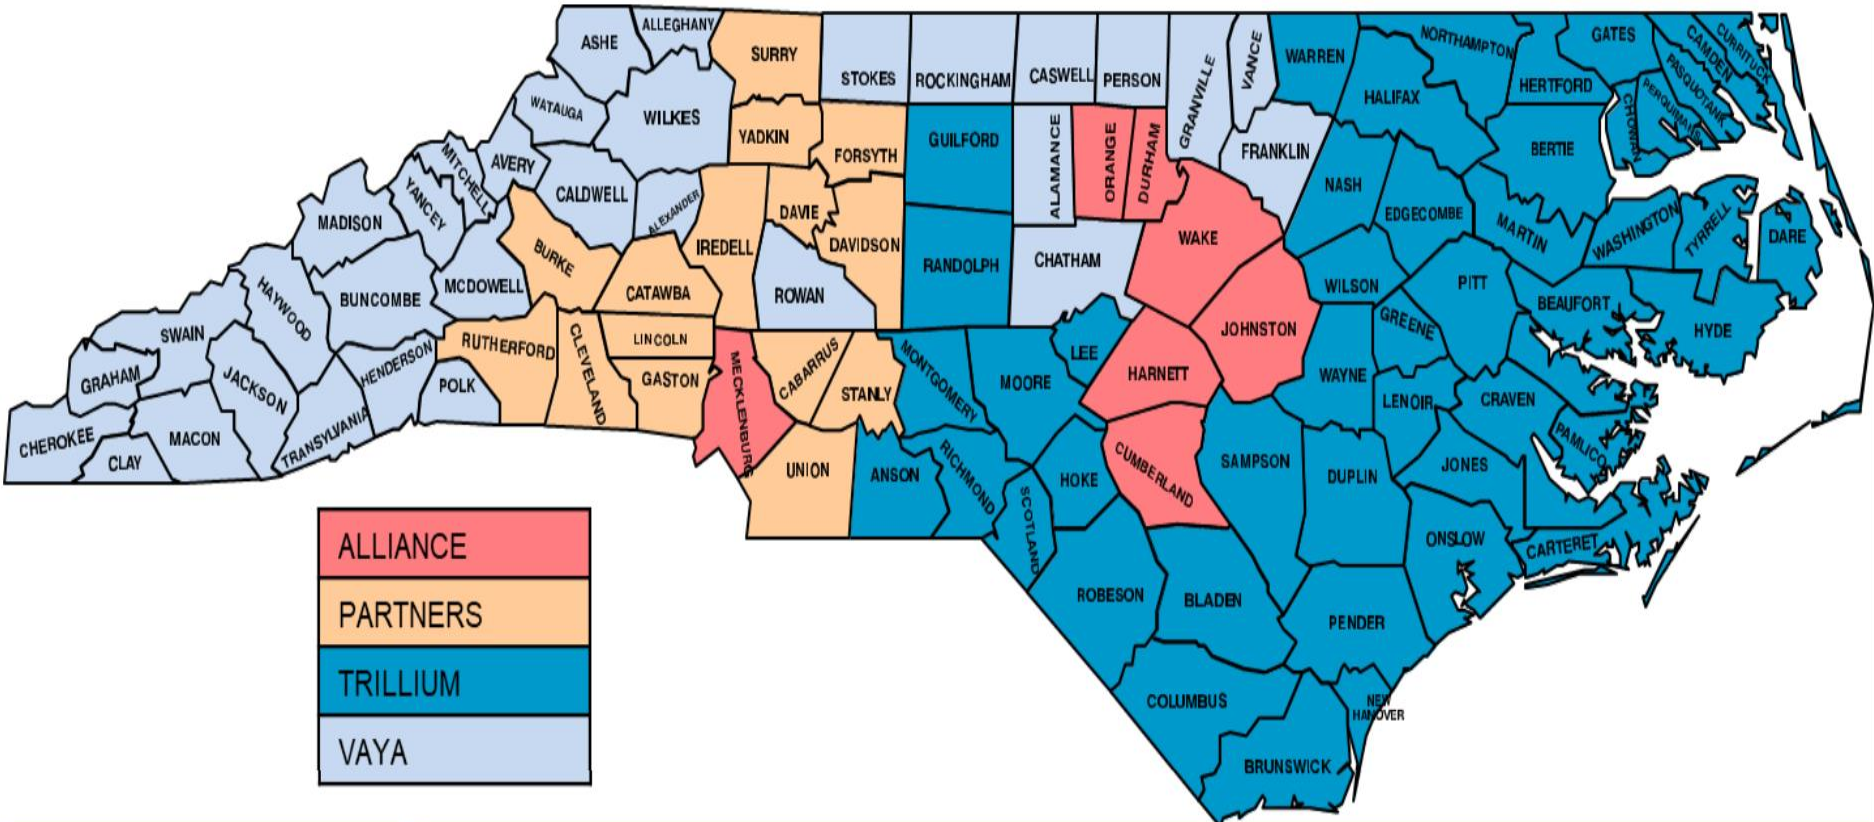 ASHE
ALLEGHANY
SURRY
STOKES
ROCKINGHAM
CASWELL
PERSON
GRANVILLE
VANCE
WARREN
NORTHAMPTON
GATES
CAMDEN
CURRITUCK
PASQUOTANK
PERQUIMANS
CHOWAN
HERTFORD
HALIFAX
WATAUGA
WILKES
YADKIN
FORSYTH
GUILFORD
ALAMANCE
ORANGE
DURHAM
FRANKLIN
NASH
EDGECOMBE
BERTIE
MARTIN
WASHINGTON
TYRRELL
DARE
MITCHELL
AVERY
YANCEY
MADISON
CALDWELL
ALEXANDER
IREDELL
DAVIE
DAVIDSON
RANDOLPH
CHATHAM
WAKE
WILSON
PITT
BEAUFORT
HYDE
HAYWOOD
BUNCOMBE
MCDOWELL
BURKE
CATAWBA
ROWAN
LEE
JOHNSTON
GREENE
SWAIN
GRAHAM
JACKSON
HENDERSON
RUTHERFORD
POLK
CLEVELAND
LINCOLN
GASTON
MECKLENBURG
CABARRUS
STANLY
MONTGOMERY
MOORE
HARNETT
WAYNE
LENOIR
CRAVEN
PAMLICO
CHEROKEE
CLAY
MACON
TRANSYLVANIA
UNION
ANSON
RICHMOND
SCOTLAND
HOKE
CUMBERLAND
SAMPSON
DUPLIN
JONES
ONSLOW
CARTERET
ROBESON
BLADEN
PENDER
COLUMBUS
NEW
HANOVER
BRUNSWICK
ALLIANCE
PARTNERS
TRILLIUM
VAYA